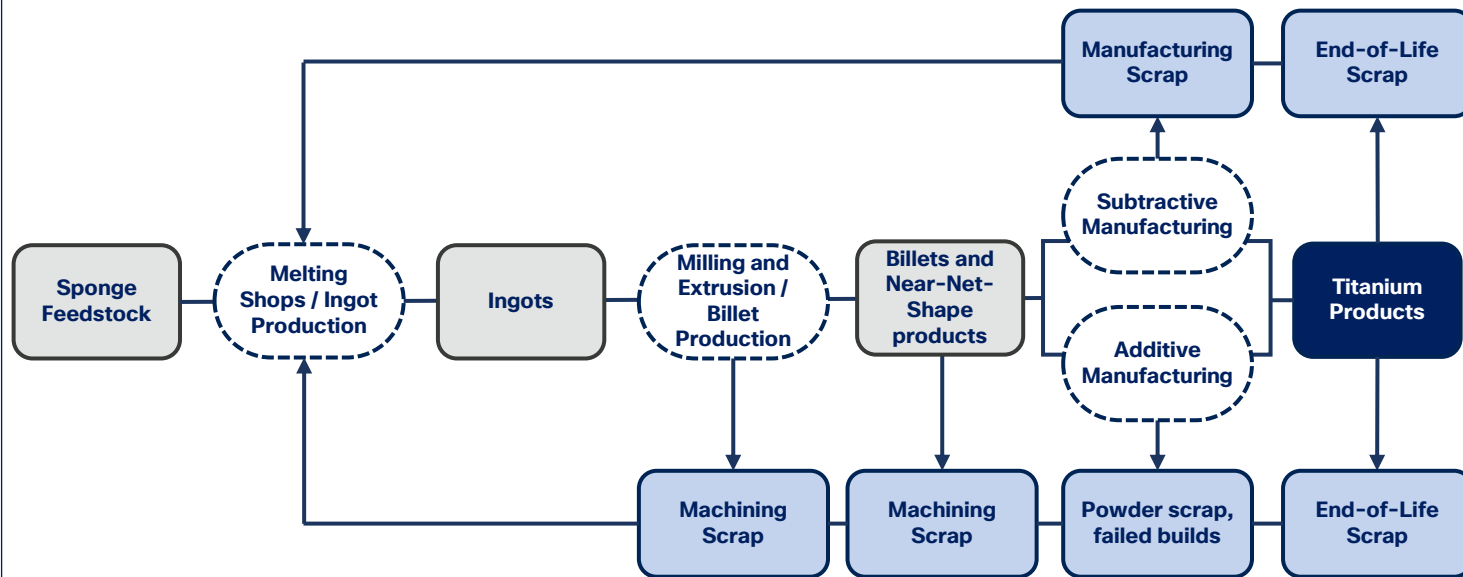 Manufacturing
Scrap
End-of-Life
Scrap
Subtractive
Manufacturing
Sponge
Feedstock
Melting
Shops / Ingot
Production
Ingots
Milling and
Extrusion /
Billet
Production
Billets and
Near-Net-
Shape
products
Titanium
Products
Additive
Manufacturing
Machining
Scrap
Machining
Scrap
Powder scrap,
failed builds
End-of-Life
Scrap